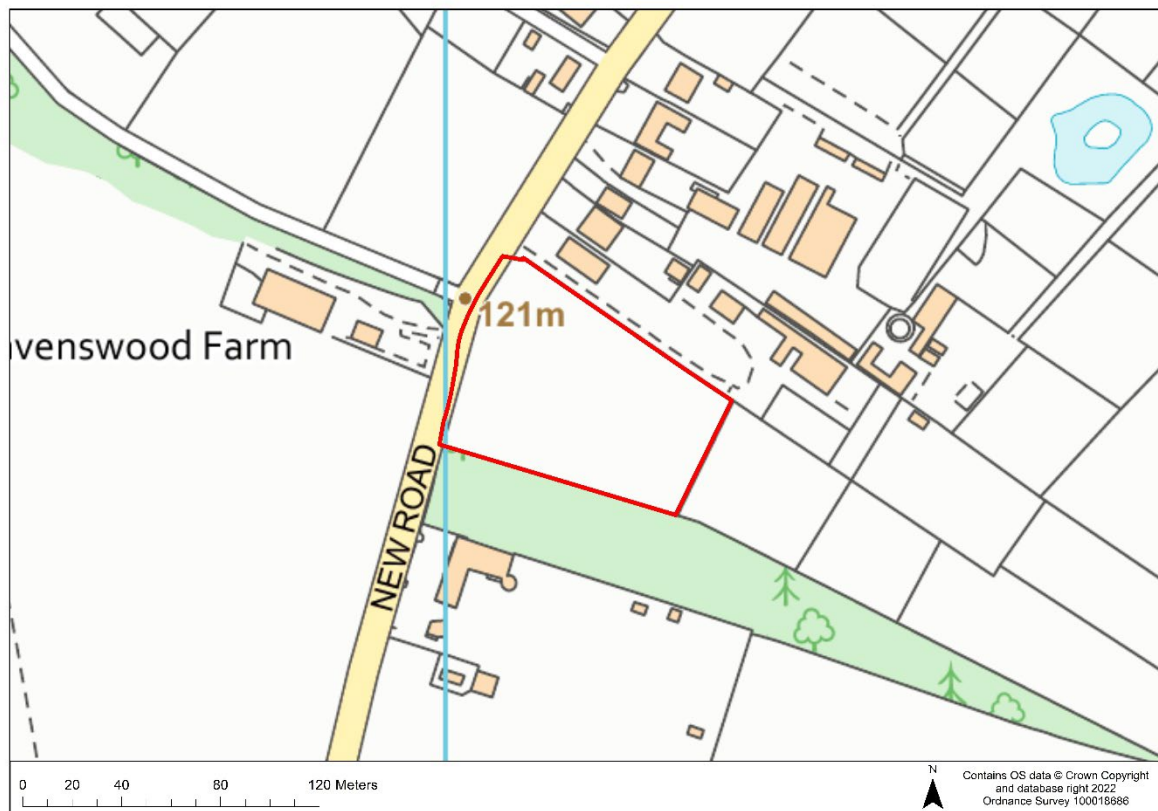 121m
avenswood Farm
NEW ROAD
0 20 40 80 120 Meters
N
Contains OS data © Crown Copyright
and database right 2022
Ordnance Survey 100018686